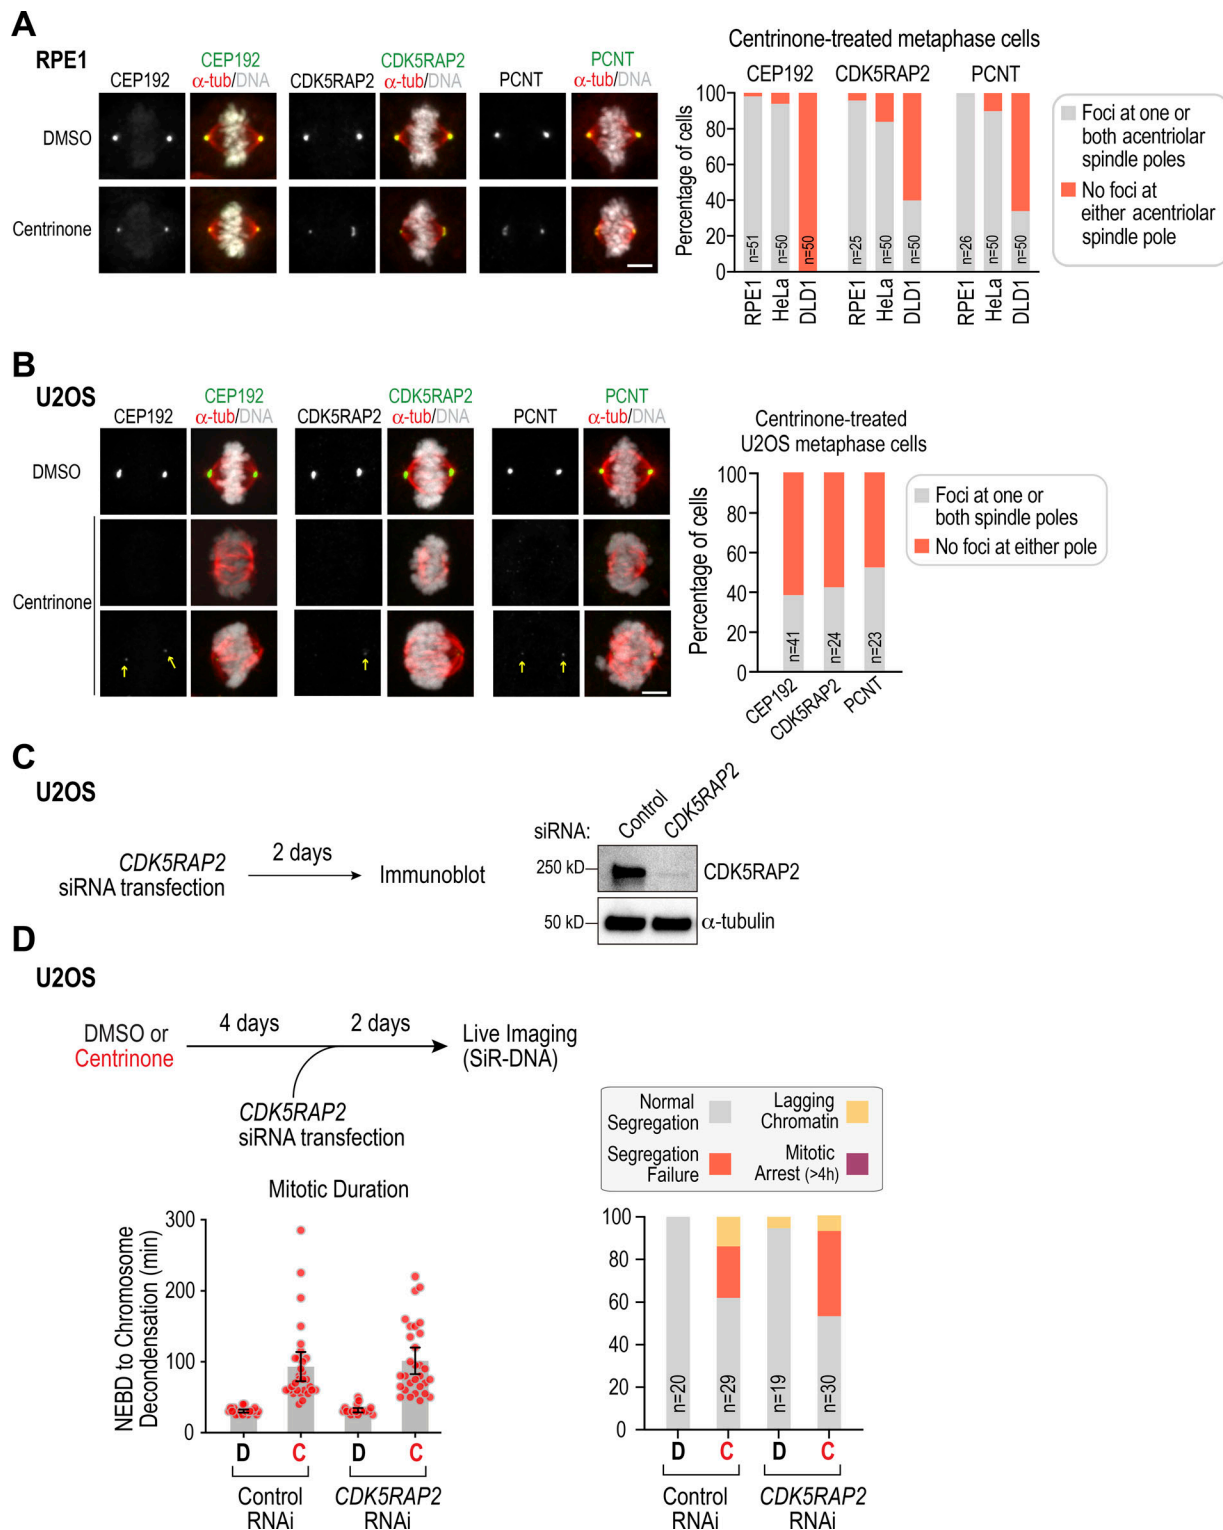 A
RPE1
CEP192
CEP192
α-tub/DNA
CDK5RAP2
CDK5RAP2
α-tub/DNA
PCNT
PCNT
α-tub/DNA
DMSO
Centrinone
Centrinone-treated metaphase cells
CEP192
CDK5RAP2
PCNT
Percentage of cells
100
80
60
40
20
0
n=51
n=50
n=50
n=25
n=50
n=50
n=26
n=50
n=50
RPE1
HeLa
DLD1
RPE1
HeLa
DLD1
RPE1
HeLa
DLD1
Foci at one or
both acentriolar
spindle poles
No foci at
either acentriolar
spindle pole
B
U2OS
CEP192
CEP192
α-tub/DNA
CDK5RAP2
CDK5RAP2
α-tub/DNA
PCNT
PCNT
α-tub/DNA
DMSO
Centrinone
Centrinone-treated
U2OS metaphase cells
Percentage of cells
100
80
60
40
20
0
n=41
n=24
n=23
CEP192
CDK5RAP2
PCNT
Foci at one or
both spindle poles
No foci at either pole
C
U2OS
CDK5RAP2
siRNA transfection
2 days
Immunoblot
siRNA:
Control
CDK5RAP2
250 kD
CDK5RAP2
50 kD
α-tubulin
D
U2OS
DMSO or
Centrinone
4 days
2 days
Live Imaging
(SiR-DNA)
CDK5RAP2
siRNA transfection
Mitotic Duration
NEBD to Chromosome
Decondensation (min)
300
200
100
0
D
C
D
C
Control
RNAi
CDK5RAP2
RNAi
Normal
Segregation
Lagging
Chromatin
Segregation
Failure
Mitotic
Arrest (>4h)
100
80
60
40
20
0
n=20
n=29
n=19
n=30
D
C
D
C
Control
RNAi
CDK5RAP2
RNAi